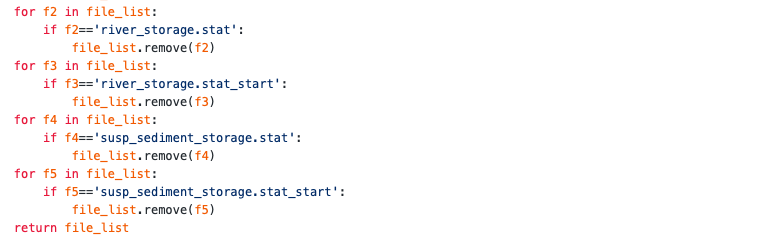 for f2 in file_list:
    if f2=='river_storage.stat':
        file_list.remove(f2)
for f3 in file_list:
    if f3=='river_storage.stat_start':
        file_list.remove(f3)
for f4 in file_list:
    if f4=='susp_sediment_storage.stat':
        file_list.remove(f4)
for f5 in file_list:
    if f5=='susp_sediment_storage.stat_start':
        file_list.remove(f5)
return file_list